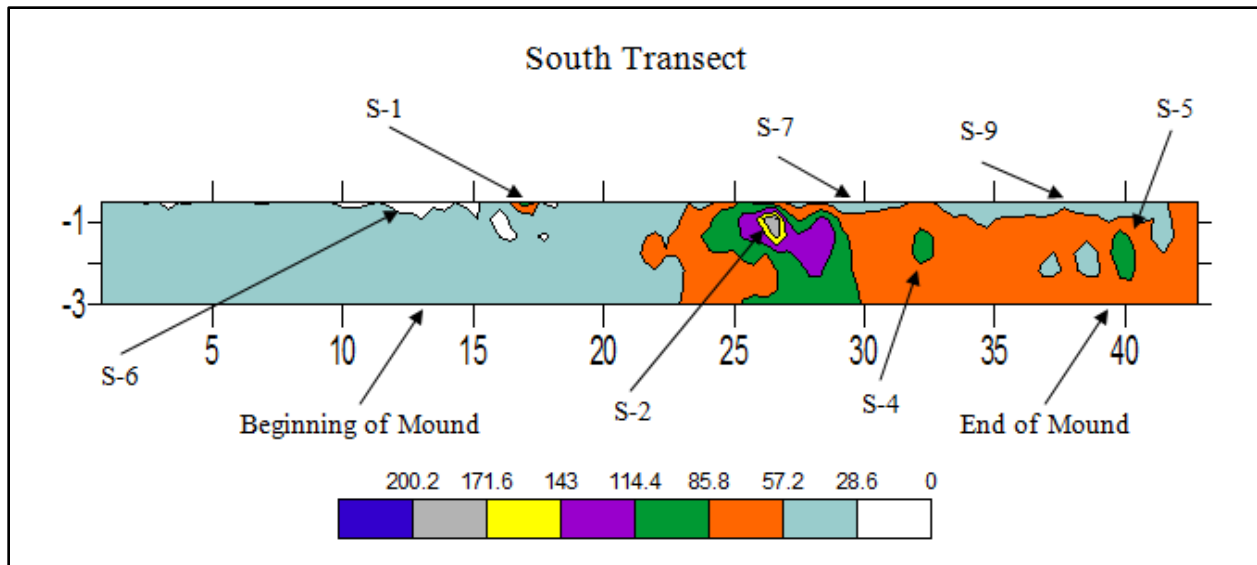 South Transect
S-1
S-7
S-9
S-5
-1
-3
5 10 15 20 25 30 35 40
S-6
S-2
S-4
Beginning of Mound
End of Mound
200.2 171.6 143 114.4 85.8 57.2 28.6 0